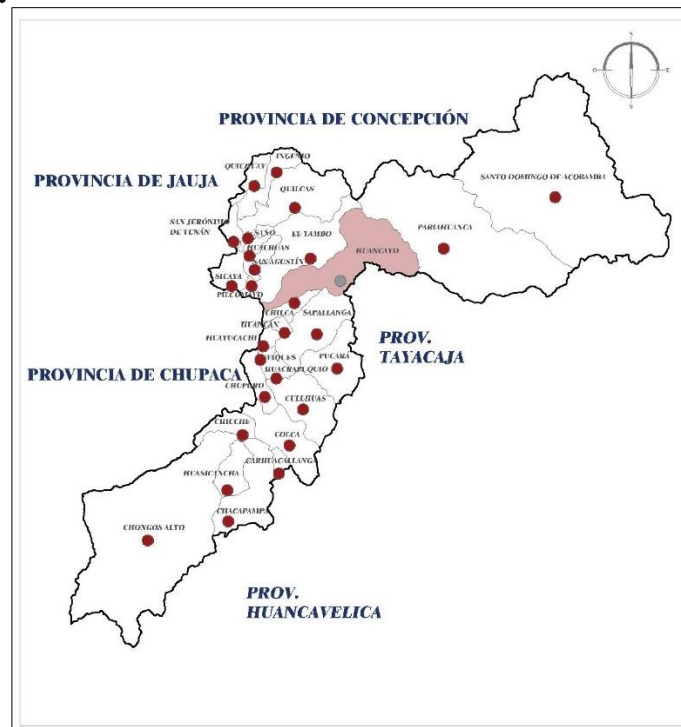 N
O
E
S
PROVINCIA DE CONCEPCIÓN
INGENIO
QUICHUAY
SANTO DOMINGO DE ACOBAMBA
PROVINCIA DE JAUJA
QUILCAS
SAN JERÓNIMO
DE TUNÁN
SAÑO
EL TAMBO
HUANCAYO
PARIAHUANCA
HUALHUAS
SAN AGUSTÍN
SICAYA
PILCOMAYO
CHILCA
SAPALLANGA
HUANCÁN
HUAYUCACHI
PROV.
TAYACAJA
VIQUES
PUCARÁ
HUACRAPUQUIO
PROVINCIA DE CHUPACA
CHUPURO
CULLHUAS
CHICCHE
COLCA
CARHUACALLANGA
HUASICANCHA
CHACAPAMPA
CHONGOS ALTO
PROV.
HUANCAVELICA